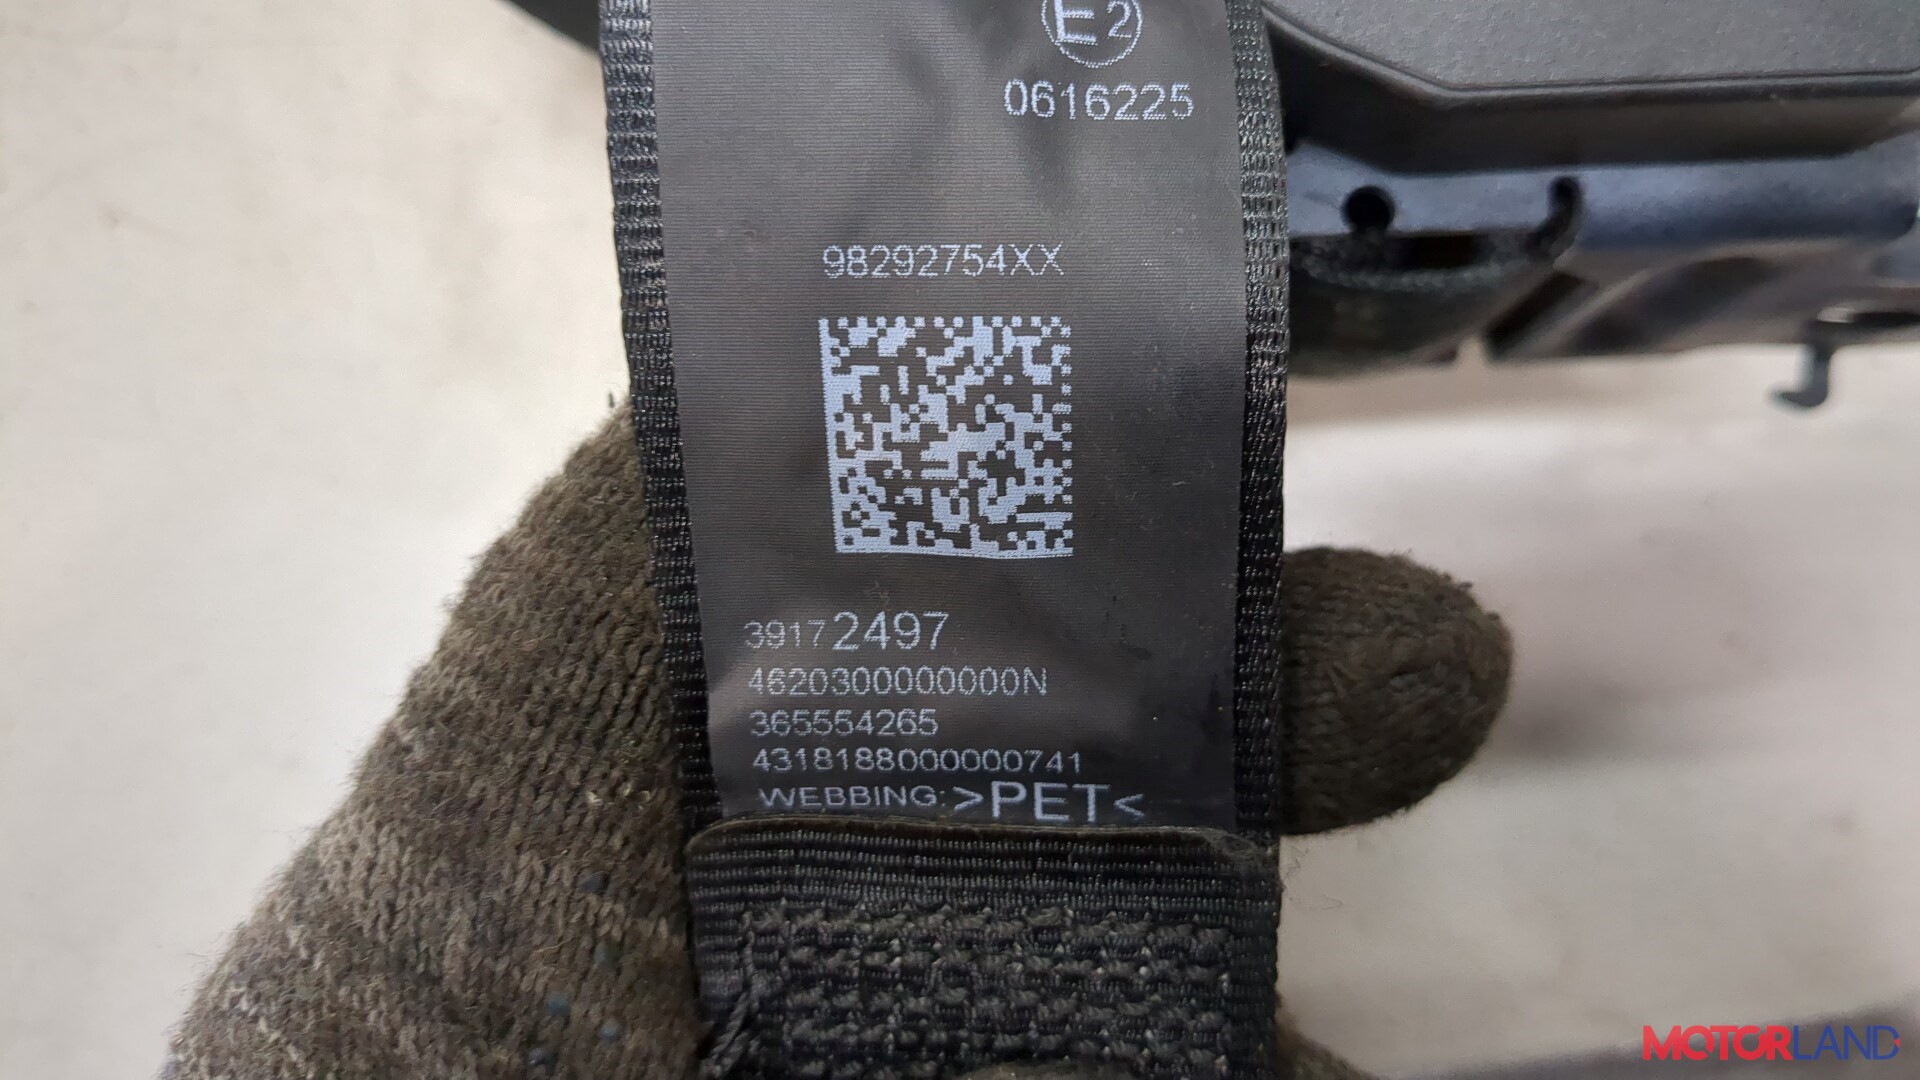 E2
0616225
98292754XX
39172497
4620300000000N
365554265
4318188000000741
WEBBING: >PET<
MOTORLAND